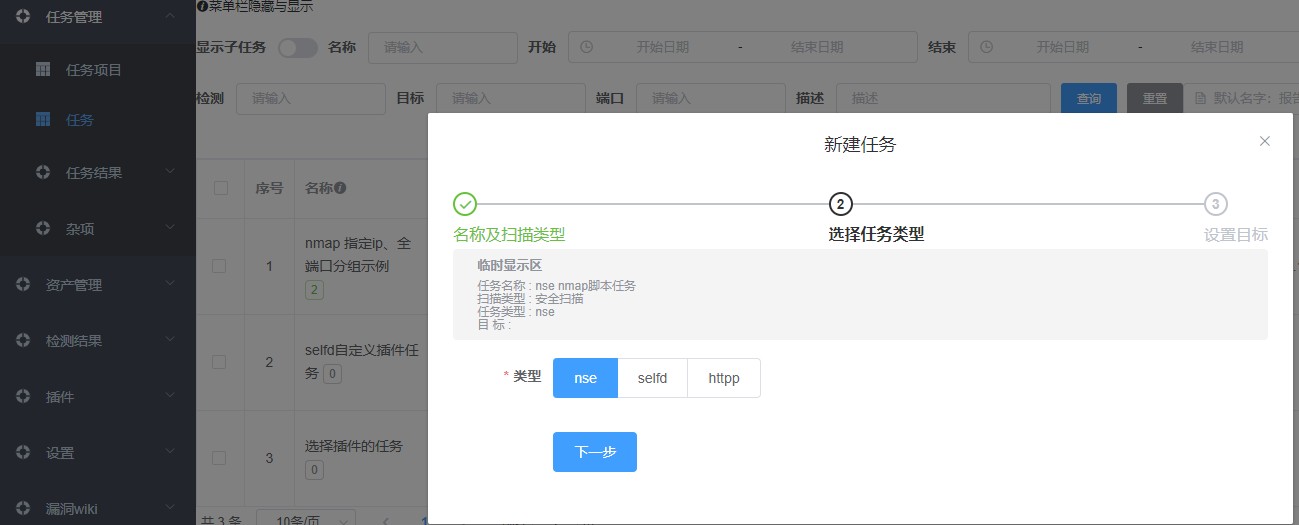 任务管理
任务项目
任务
任务结果
杂项
资产管理
检测结果
插件
设置
漏洞wiki
菜单栏隐藏与显示
显示子任务 名称 请输入 开始 开始日期 - 结束日期 结束 开始日期 - 结束日期
检测 请输入 目标 请输入 端口 请输入 描述 描述 查询 重置 默认名字：报告
序号 名称
1 nmap 指定ip、全
端口分组示例
2
2 selfd自定义插件任
务 0
3 选择插件的任务
0
共 3 条 10条/页 1
新建任务
2 3
名称及扫描类型 选择任务类型 设置目标
临时显示区
任务名称 : nse nmap脚本任务
扫描类型 : 安全扫描
任务类型 : nse
目 标 :
* 类型 nse selfd httpp
下一步